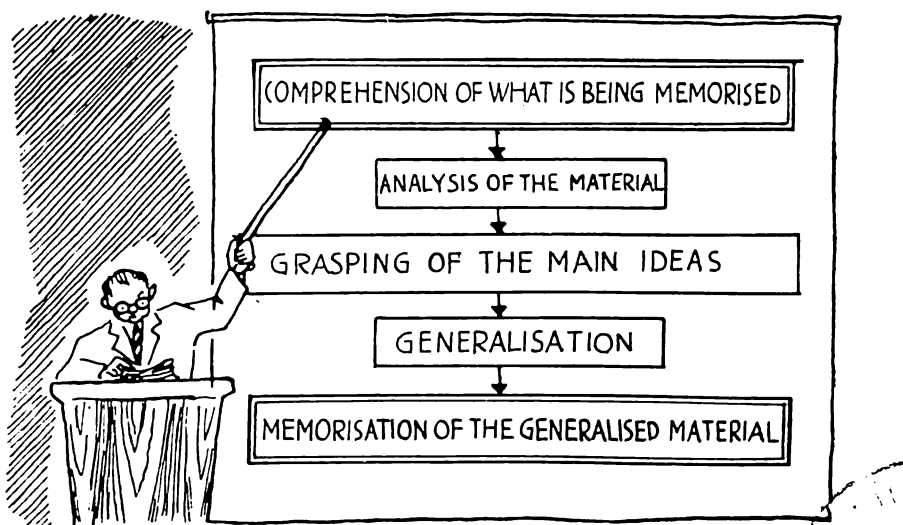 COMPREHENSION OF WHAT IS BEING MEMORISED
ANALYSIS OF THE MATERIAL
GRASPING OF THE MAIN IDEAS
GENERALISATION
MEMORISATION OF THE GENERALISED MATERIAL